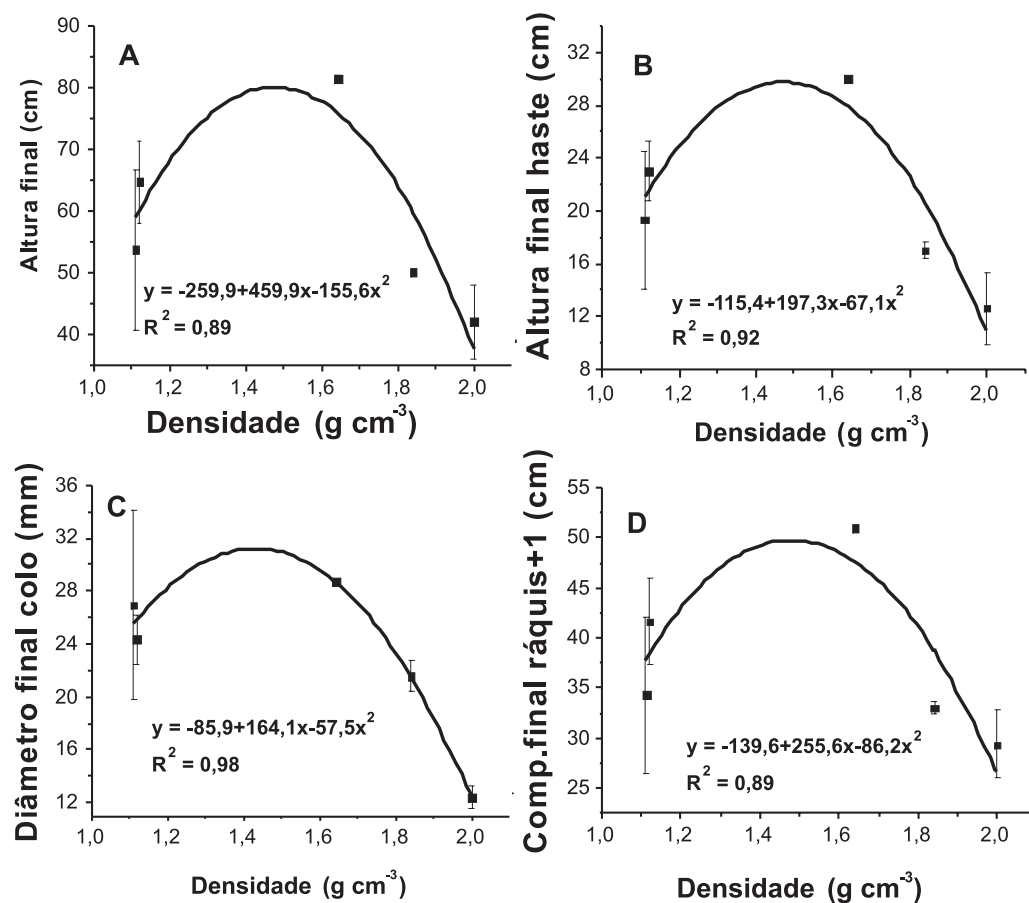 A
Altura final (cm)
90
80
70
60
50
40
y = -259,9+459,9x-155,6x²
R² = 0,89
1,0 1,2 1,4 1,6 1,8 2,0
Densidade (g cm⁻³)
B
Altura final haste (cm)
32
28
24
20
16
12
8
y = -115,4+197,3x-67,1x²
R² = 0,92
1,0 1,2 1,4 1,6 1,8 2,0
Densidade (g cm⁻³)
C
Diâmetro final colo (mm)
36
32
28
24
20
16
12
y = -85,9+164,1x-57,5x²
R² = 0,98
1,0 1,2 1,4 1,6 1,8 2,0
Densidade (g cm⁻³)
D
Comp.final ráquis+1 (cm)
55
50
45
40
35
30
25
y = -139,6+255,6x-86,2x²
R² = 0,89
1,0 1,2 1,4 1,6 1,8 2,0
Densidade (g cm⁻³)